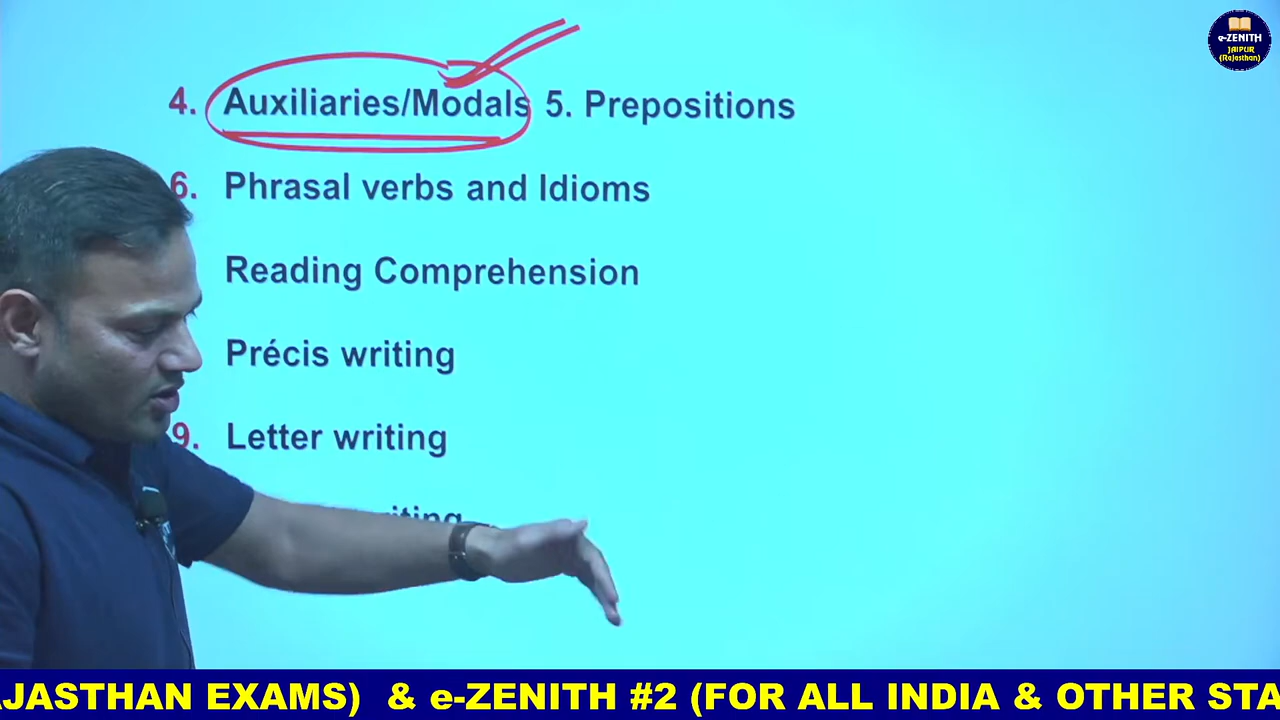 e-ZENITH
JAIPUR
(Rajasthan)
4. Auxiliaries/Modals 5. Prepositions
6. Phrasal verbs and Idioms
Reading Comprehension
Précis writing
9. Letter writing
JASTHAN EXAMS) & e-ZENITH #2 (FOR ALL INDIA & OTHER STA